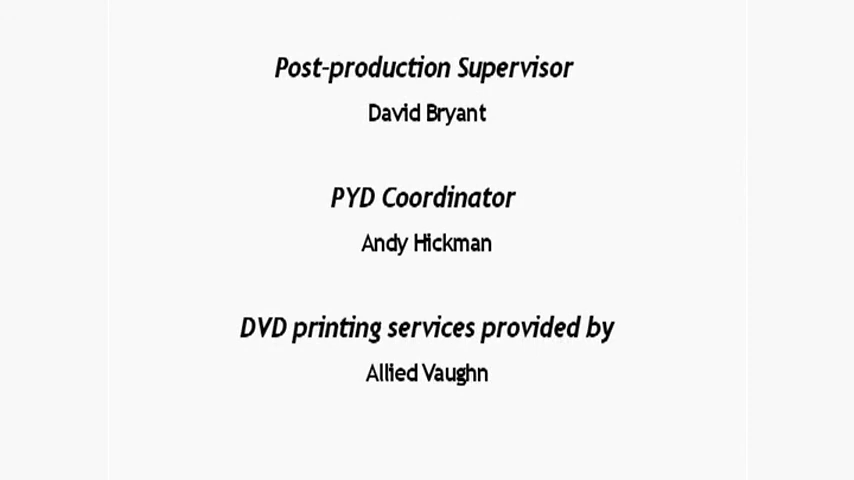 Post-production Supervisor
David Bryant
PYD Coordinator
Andy Hickman
DVD printing services provided by
Allied Vaughn